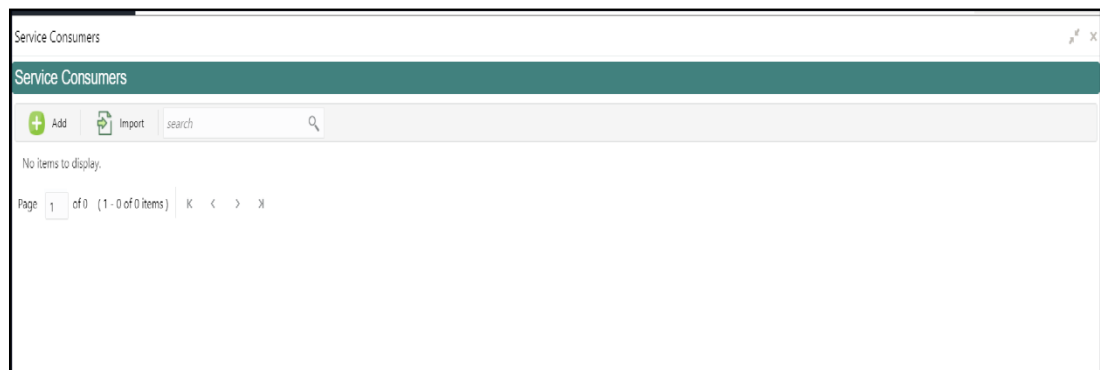 Service Consumers
Service Consumers
Add Import search
No items to display.
Page 1 of 0 (1 - 0 of 0 items)